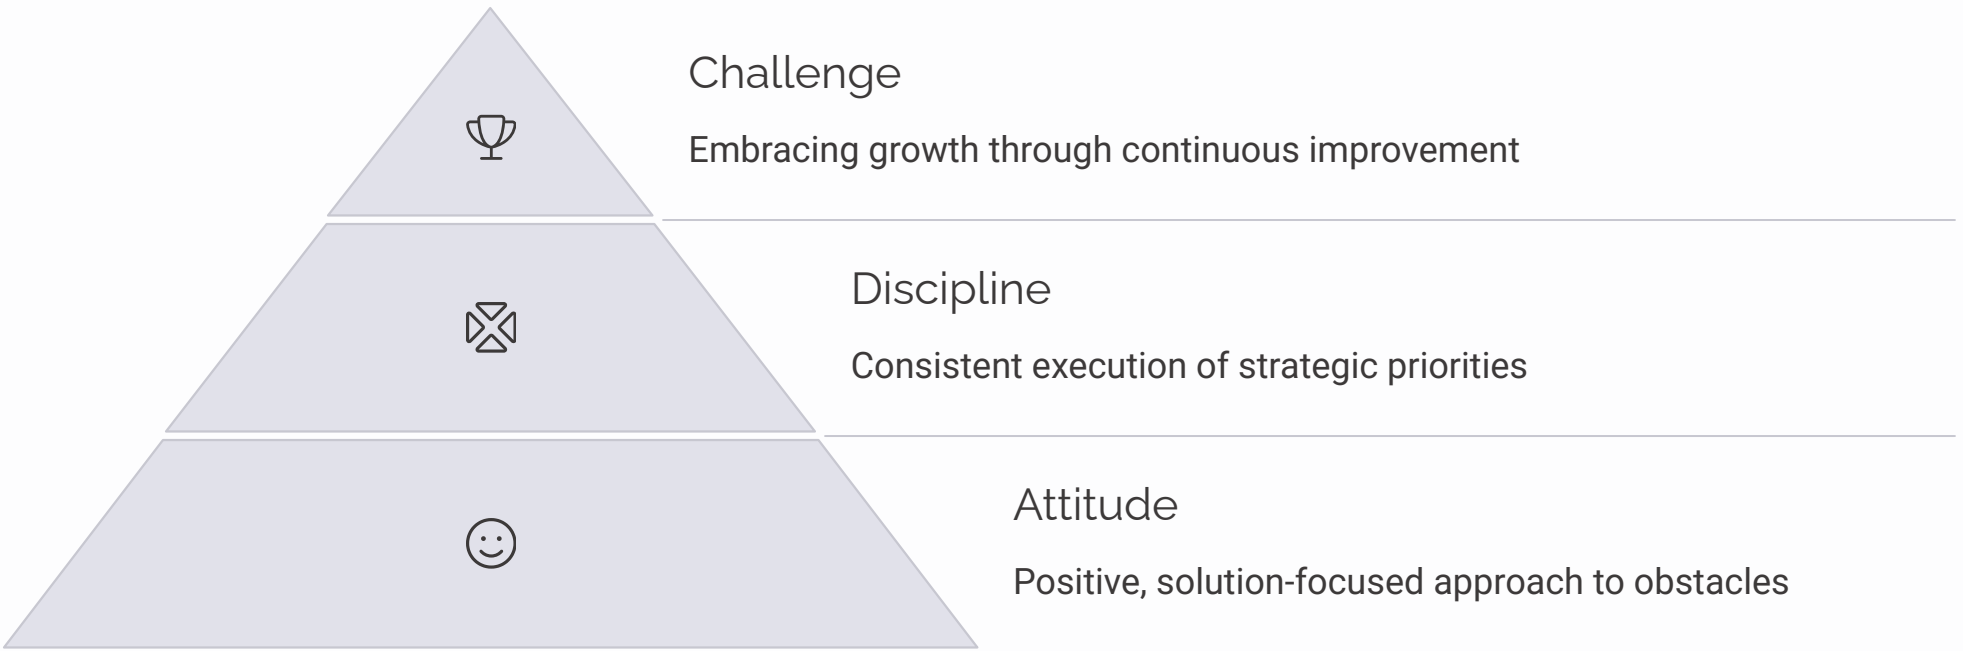 Challenge
Embracing growth through continuous improvement
Discipline
Consistent execution of strategic priorities
Attitude
Positive, solution-focused approach to obstacles